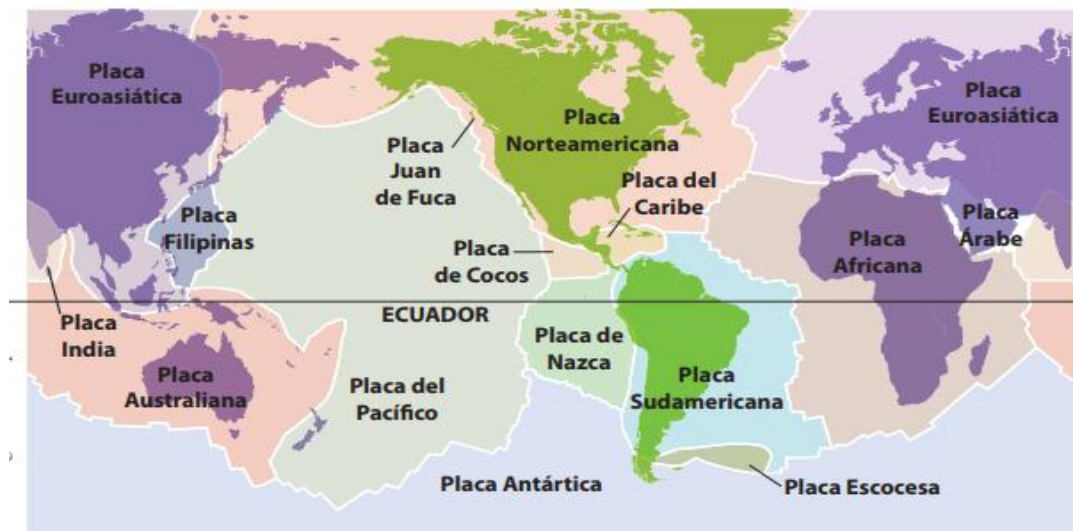 Placa
Euroasiática
Placa
Juan
de Fuca
Placa
Norteamericana
Placa del
Caribe
Placa
Euroasiática
Placa
Filipinas
Placa
de Cocos
Placa
Africana
Placa
Árabe
ECUADOR
Placa
India
Placa
Australiana
Placa del
Pacífico
Placa de
Nazca
Placa
Sudamericana
Placa Antártica
Placa Escocesa